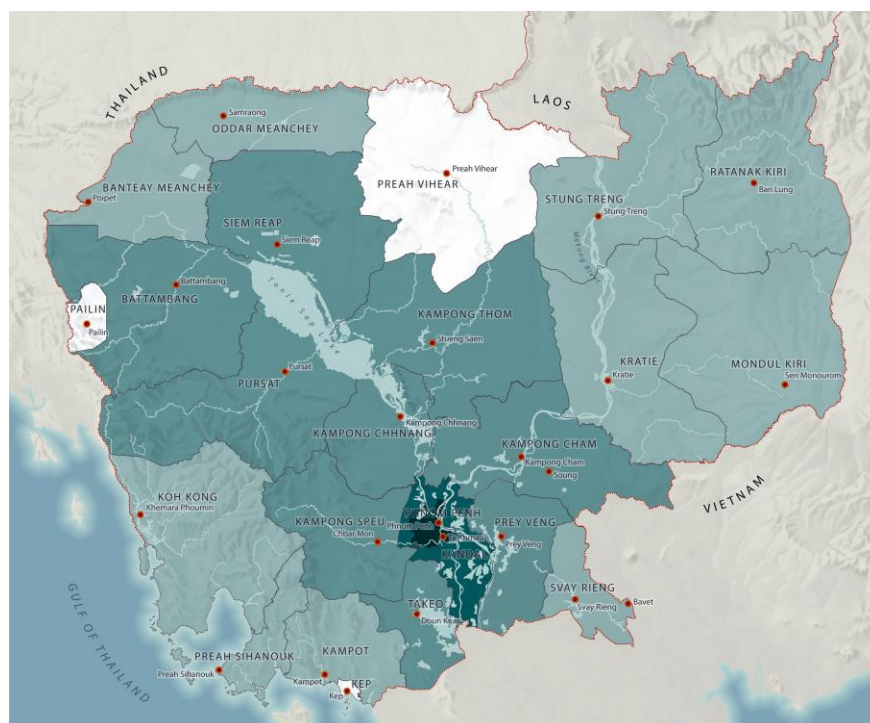 THAILAND
LAOS
Samraong
ODDAR MEANCHEY
Preah Vihear
PREAH VIHEAR
RATANAK KIRI
Ban Lung
BANTEAY MEANCHEY
Poipet
STUNG TRENG
Stung Treng
SIEM REAP
Siem Reap
Mekong River
Battambang
BATTAMBANG
Tonle Sap Lake
PAILIN
Pailin
KAMPONG THOM
Stueng Saen
Pursat
PURSAT
KRATIE
Kratie
MONDUL KIRI
Sen Monourom
Kampong Chhnang
KAMPONG CHHNANG
KAMPONG CHAM
Kampong Cham
Soung
VIETNAM
KOH KONG
Khemara Phoumin
KAMPONG SPEU
Chbar Mon
PHNOM PENH
Phnom Penh
PREY VENG
Prey Veng
KANDAL
SVAY RIENG
Svay Rieng
Bavet
TAKEO
Doun Kea
GULF OF THAILAND
PREAH SIHANOUK
Preah Sihanouk
KAMPOT
Kampot
KEP
Kep